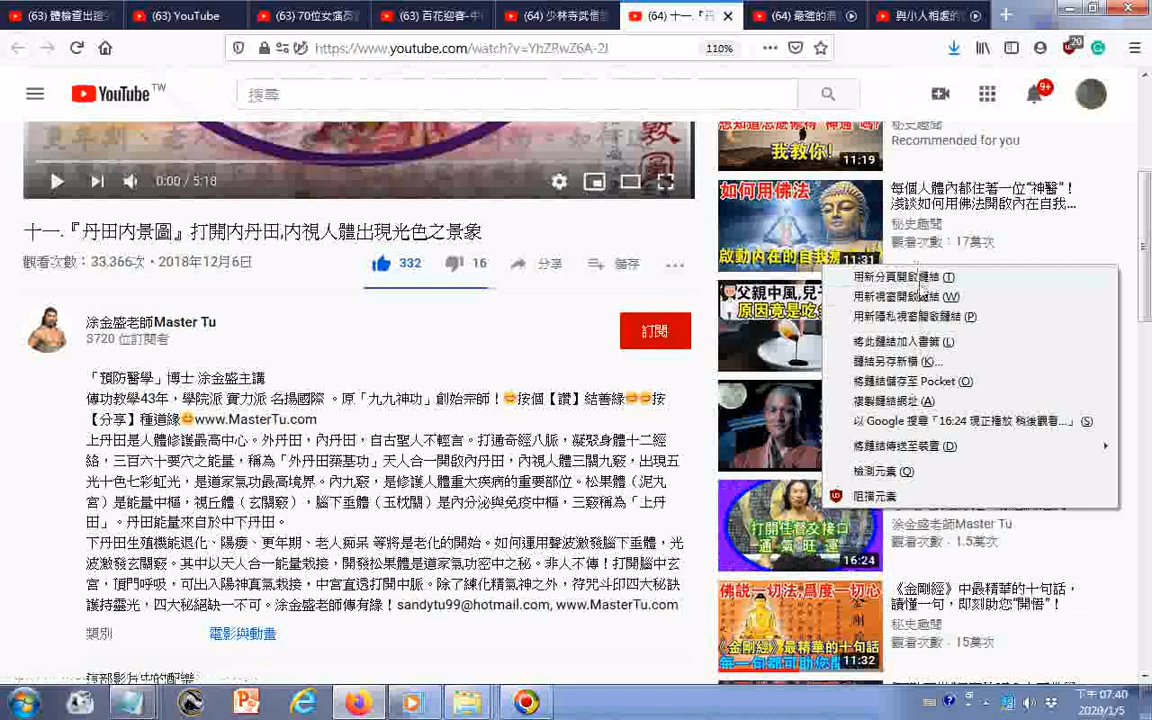 (63) YouTube
(63) 70位女演員
(63) 百花迎春-中
(64) 十一.『丹
(64) 最強的酒
與小人相處的
https://www.youtube.com/watch?v=YhZRwZ6A-2I
110%
20
YouTube TW
搜尋
9+
我教你!
11:19
Recommended for you
0:00 / 5:18
如何用佛法
啟動內在的自我
11:31
每個人體內都住著一位“神醫”!
淺談如何用佛法開啟內在自我...
秘史趣聞
觀看次數：17萬次
十一.『丹田內景圖』打開內丹田,內視人體出現光色之景象
觀看次數：33,366次・2018年12月6日
332
16
分享
儲存
涂金盛老師Master Tu
3720 位訂閱者
訂閱
「預防醫學」博士 涂金盛主講
傳功教學43年，學院派 實力派 名揚國際 。原「九九神功」創始宗師！😊按個【讚】結善緣😊😊按
【分享】種道緣😊www.MasterTu.com
上丹田是人體修護最高中心。外丹田，內丹田，自古聖人不輕言。打通奇經八脈，凝聚身體十二經
絡，三百六十要穴之能量，稱為「外丹田築基功」天人合一開啟內丹田，內視人體三關九竅，出現五
光十色七彩虹光，是道家氣功最高境界。內九竅，是修護人體重大疾病的重要部位。松果體（泥九
宮）是能量中樞，視丘體（玄關竅），腦下垂體（玉枕關）是內分泌與免疫中樞，三竅稱為「上丹
田」。丹田能量來自於中下丹田。
下丹田生殖機能退化、陽痿、更年期、老人痴呆 等將是老化的開始。如何運用聲波激發腦下垂體，光
波激發玄關竅。其中以天人合一能量栽接，開發松果體是道家氣功密中之秘。非人不傳！打開腦中玄
宮，頂門呼吸，可出入陽神真氣栽接，中宮直透打開中脈。除了練化精氣神之外，符咒斗印四大秘訣
護持靈光，四大秘絕缺一不可。涂金盛老師傳有緣！sandytu99@hotmail.com, www.MasterTu.com
類別
電影與動畫
父親中風,兒子
原因竟是吃
用新分頁開啟鏈結(T)
用新視窗開啟鏈結(W)
用新隱私視窗開啟鏈結(P)
將此鏈結加入書籤(L)
鏈結另存新檔(K)...
將鏈結儲存至 Pocket(O)
複製鏈結網址(A)
以 Google 搜尋「16:24 現正播放 稍後觀看...」(S)
將鏈結傳送至裝置(D)
檢測元素(Q)
阻擋元素
打開任督交接口
通氣旺運
16:24
涂金盛老師Master Tu
觀看次數：1.5萬次
佛說一切法,爲度一切心
《金剛經》最精華的十句話
11:32
《金剛經》中最精華的十句話，
讀懂一句，即刻助您“開悟”！
秘史趣聞
觀看次數：15萬次
下午 07:40
2020/1/5